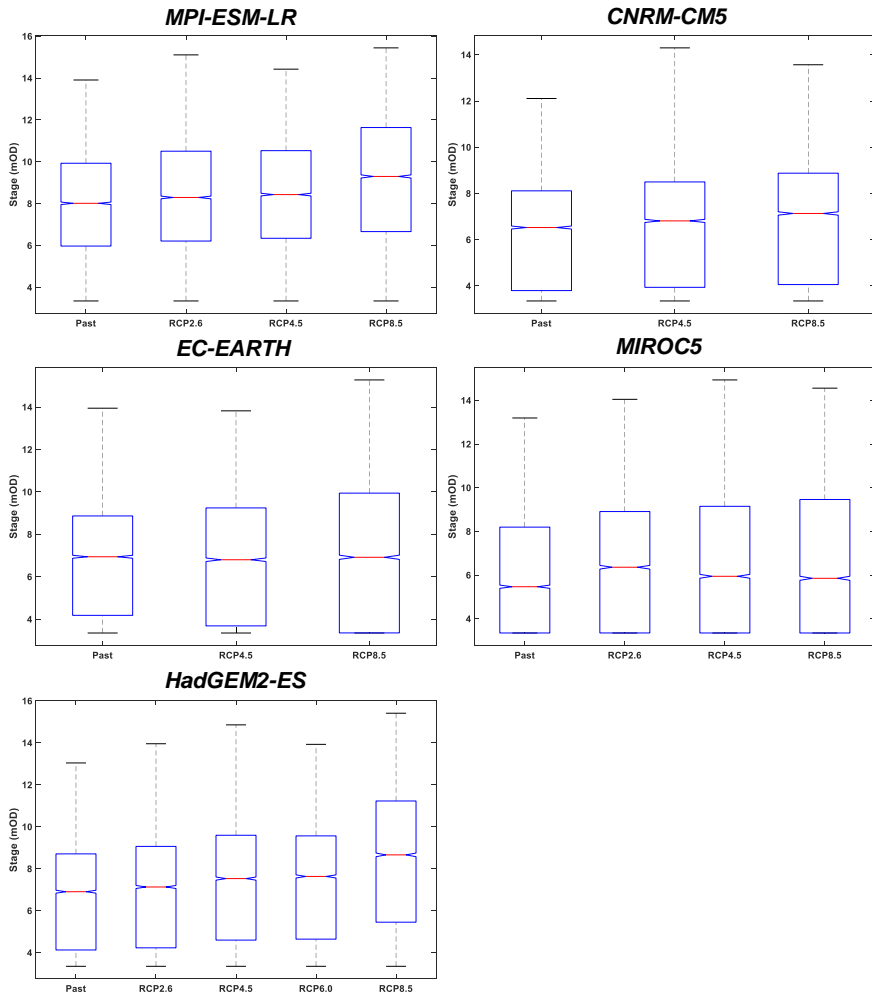 MPI-ESM-LR
16
14
12
10
8
6
4
Stage (mOD)
Past RCP2.6 RCP4.5 RCP8.5
CNRM-CM5
14
12
10
8
6
4
Stage (mOD)
Past RCP4.5 RCP8.5
EC-EARTH
14
12
10
8
6
4
Stage (mOD)
Past RCP4.5 RCP8.5
MIROC5
14
12
10
8
6
4
Stage (mOD)
Past RCP2.6 RCP4.5 RCP8.5
HadGEM2-ES
16
14
12
10
8
6
4
Stage (mOD)
Past RCP2.6 RCP4.5 RCP6.0 RCP8.5